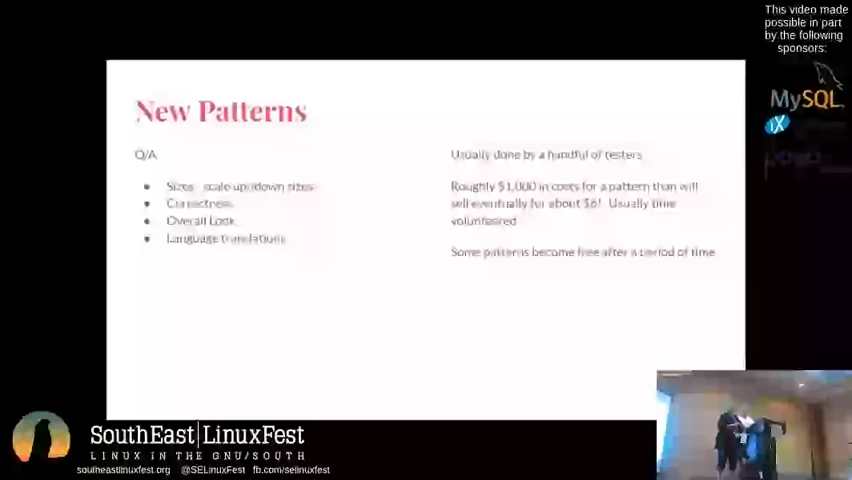 This video made
possible in part
by the following
sponsors:
MySQL
iX
New Patterns
Q/A
Sizes - scale up/down sizes
Correctness
Overall Look
Language translations
Usually done by a handful of testers
Roughly $1,000 in costs for a pattern than will
sell eventually for about $6! Usually time
volunteered
Some patterns become free after a period of time
SouthEast LinuxFest
LINUX IN THE GNU/SOUTH
southeastlinuxfest.org @SELinuxFest fb.com/selinuxfest